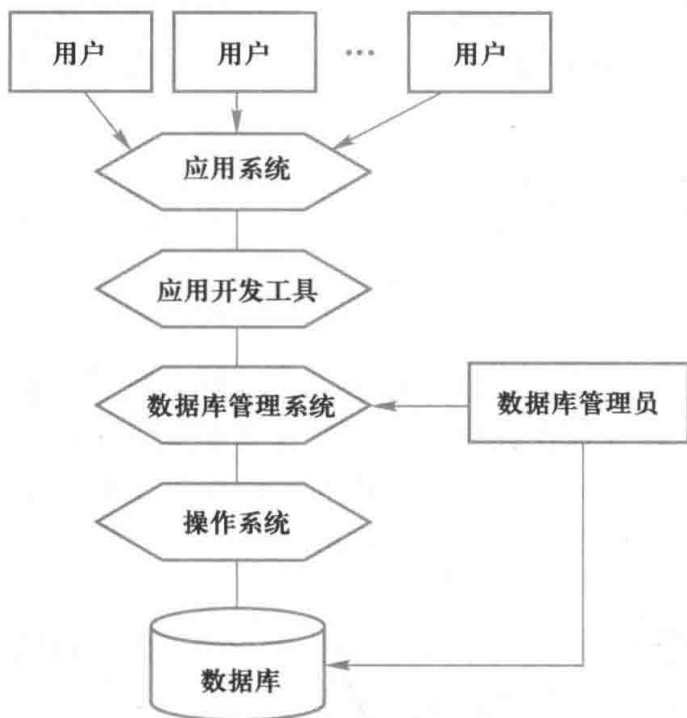 用户
用户
...
用户
应用系统
应用开发工具
数据库管理系统
数据库管理员
操作系统
数据库